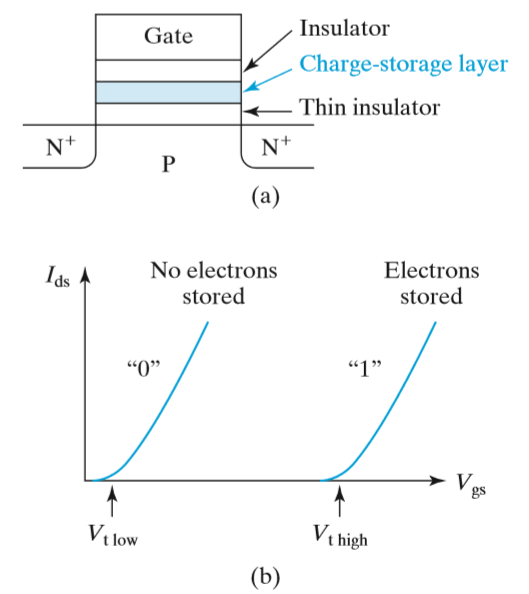 Gate
Insulator
Charge-storage layer
Thin insulator
N+
N+
P
(a)
Ids
No electrons
stored
Electrons
stored
“0”
“1”
Vgs
Vt low
Vt high
(b)